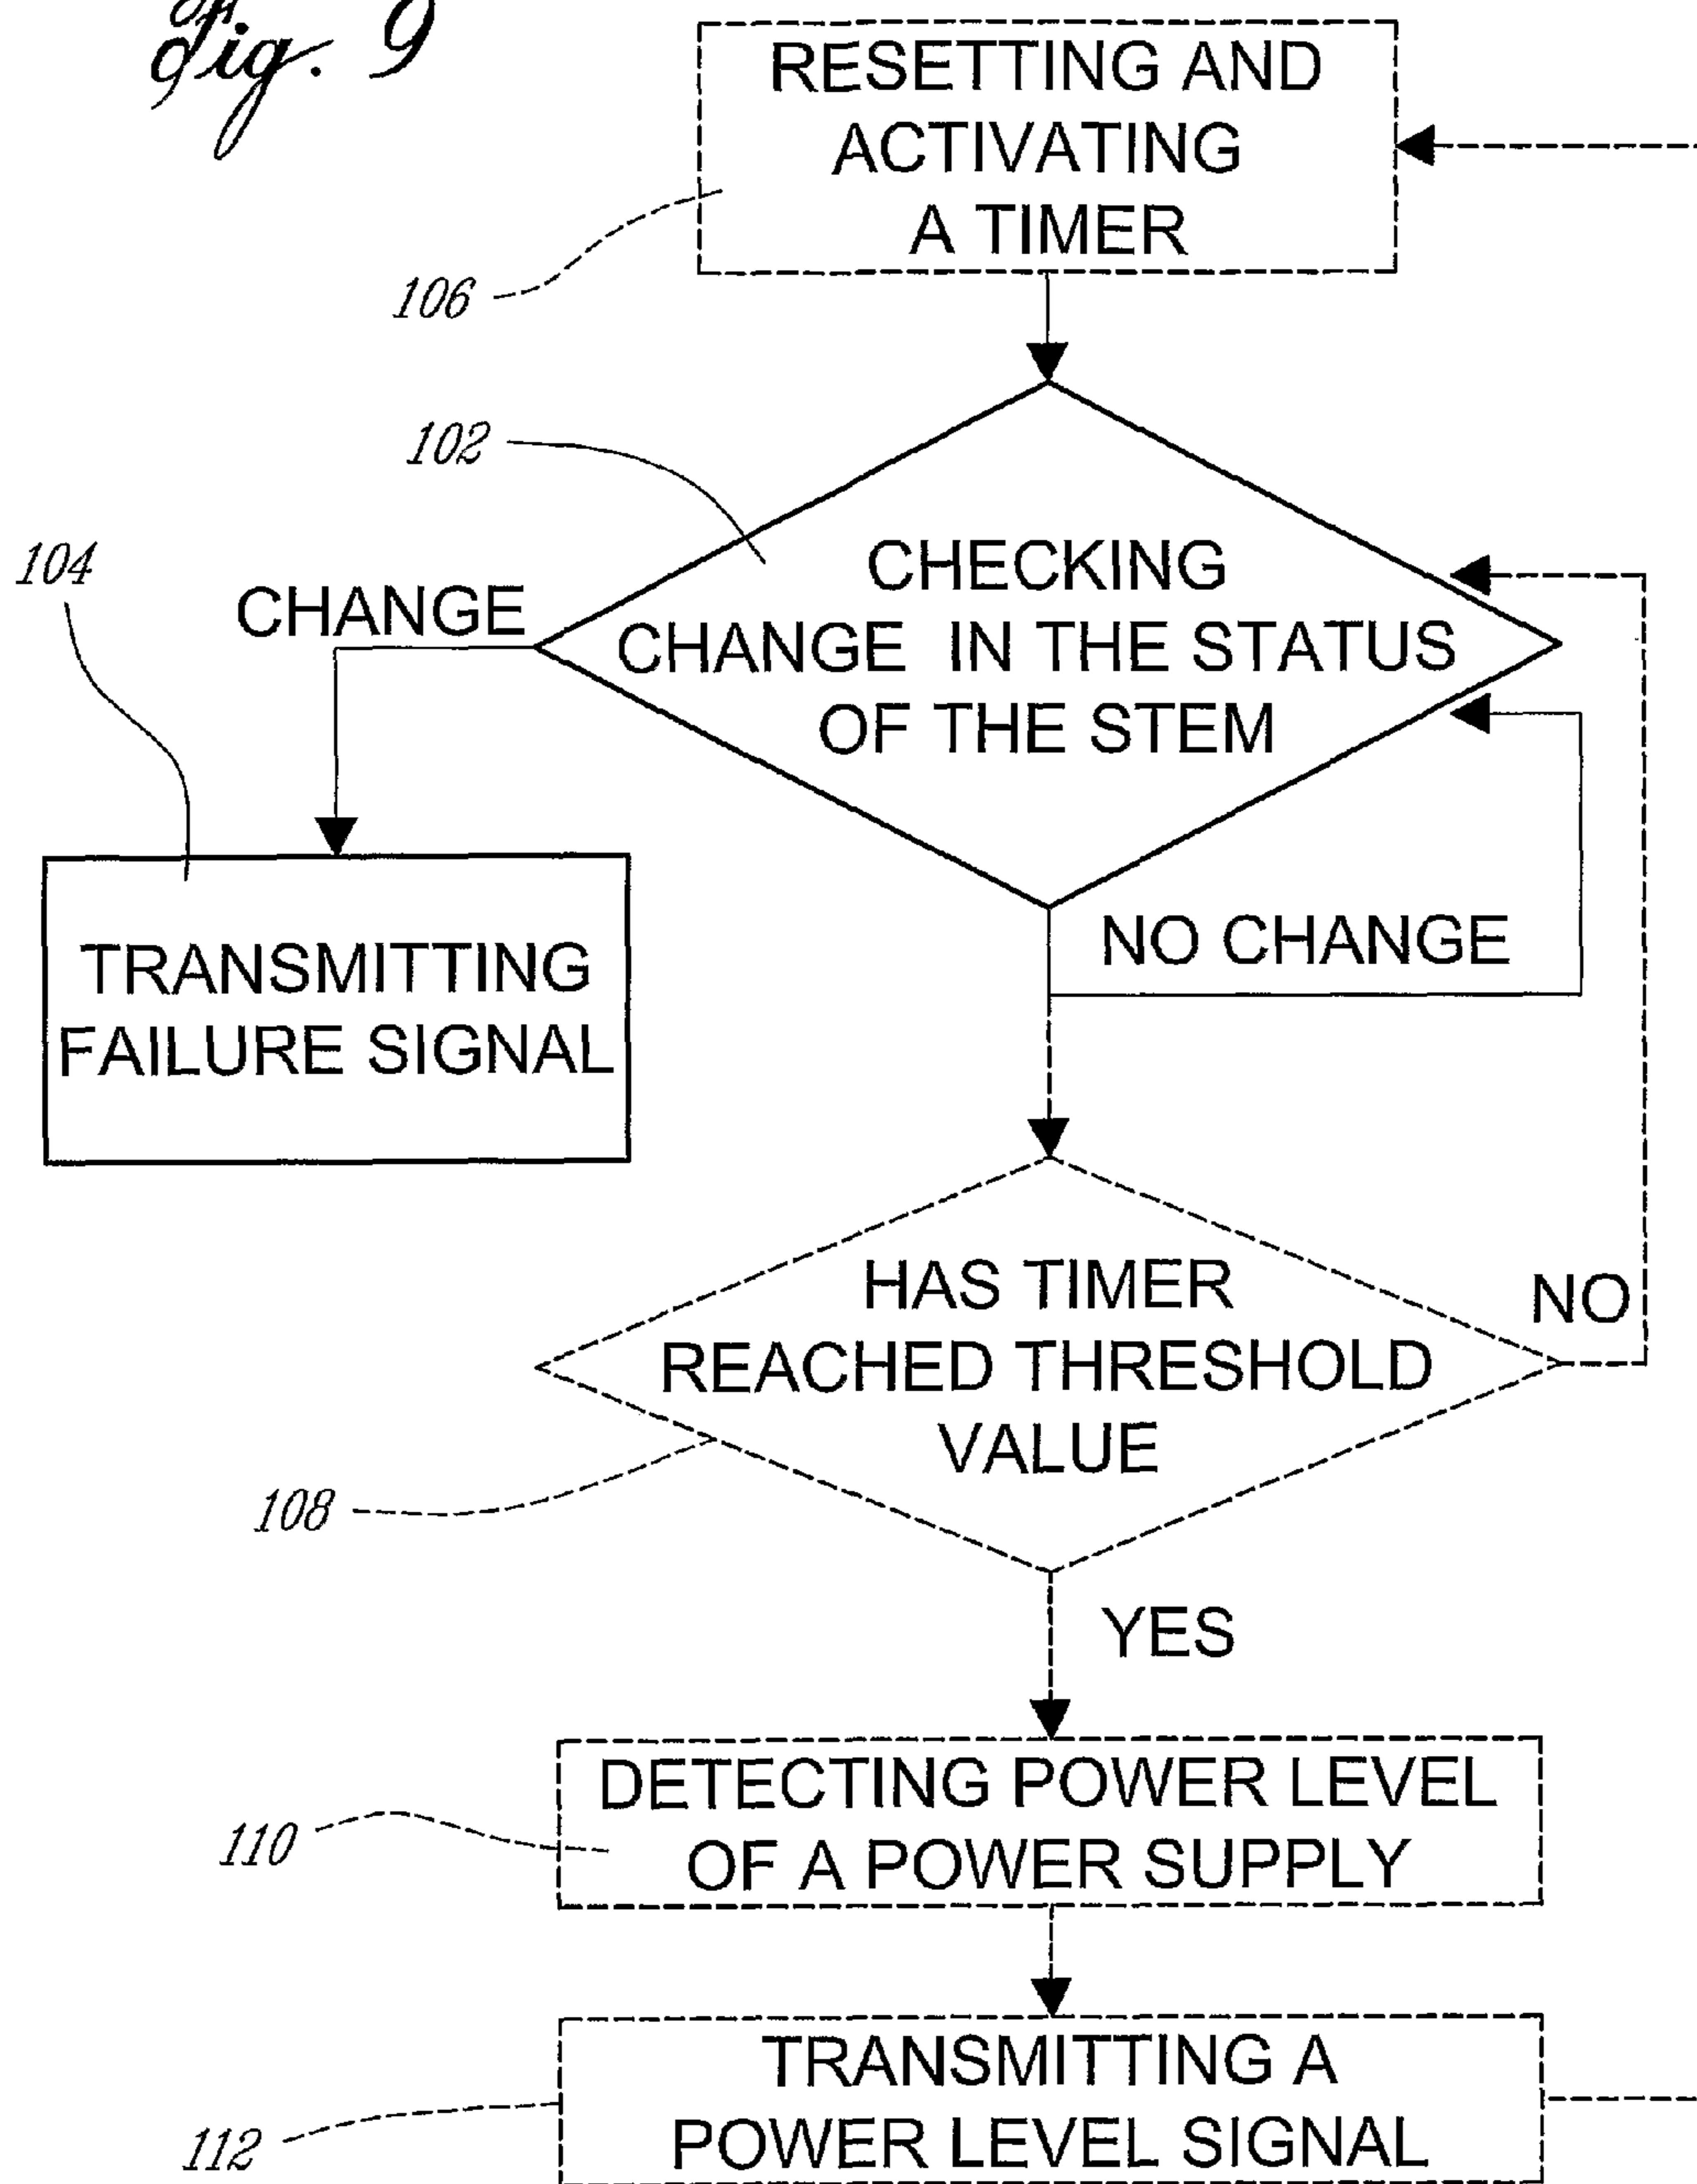 Fig. 9
RESETTING AND
ACTIVATING
A TIMER
106
102
104
CHANGE
CHECKING
CHANGE IN THE STATUS
OF THE STEM
NO CHANGE
TRANSMITTING
FAILURE SIGNAL
HAS TIMER
REACHED THRESHOLD
VALUE
NO
108
YES
DETECTING POWER LEVEL
OF A POWER SUPPLY
110
TRANSMITTING A
POWER LEVEL SIGNAL
112